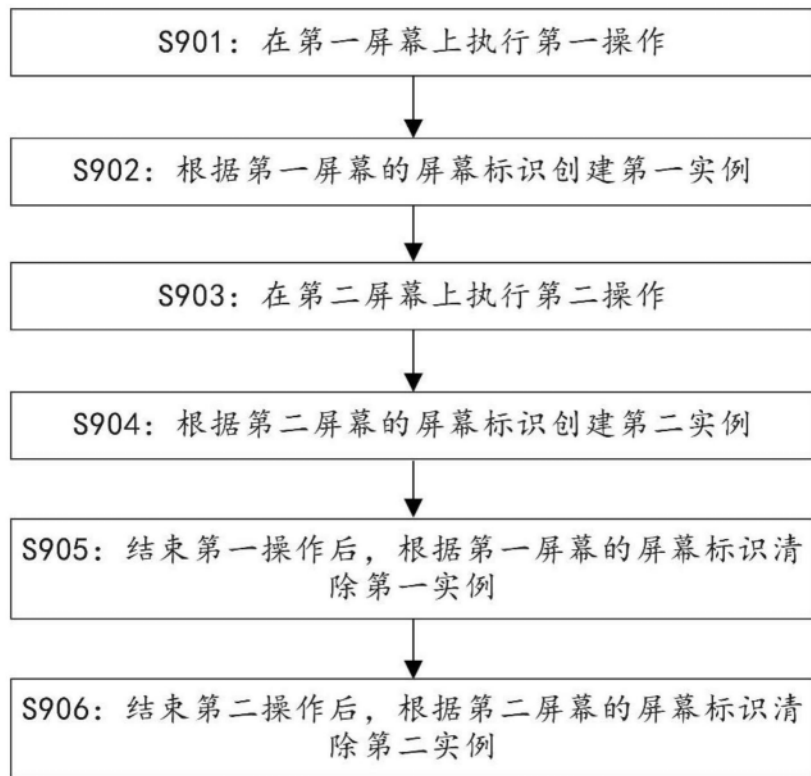 S901：在第一屏幕上执行第一操作
S902：根据第一屏幕的屏幕标识创建第一实例
S903：在第二屏幕上执行第二操作
S904：根据第二屏幕的屏幕标识创建第二实例
S905：结束第一操作后，根据第一屏幕的屏幕标识清
除第一实例
S906：结束第二操作后，根据第二屏幕的屏幕标识清
除第二实例